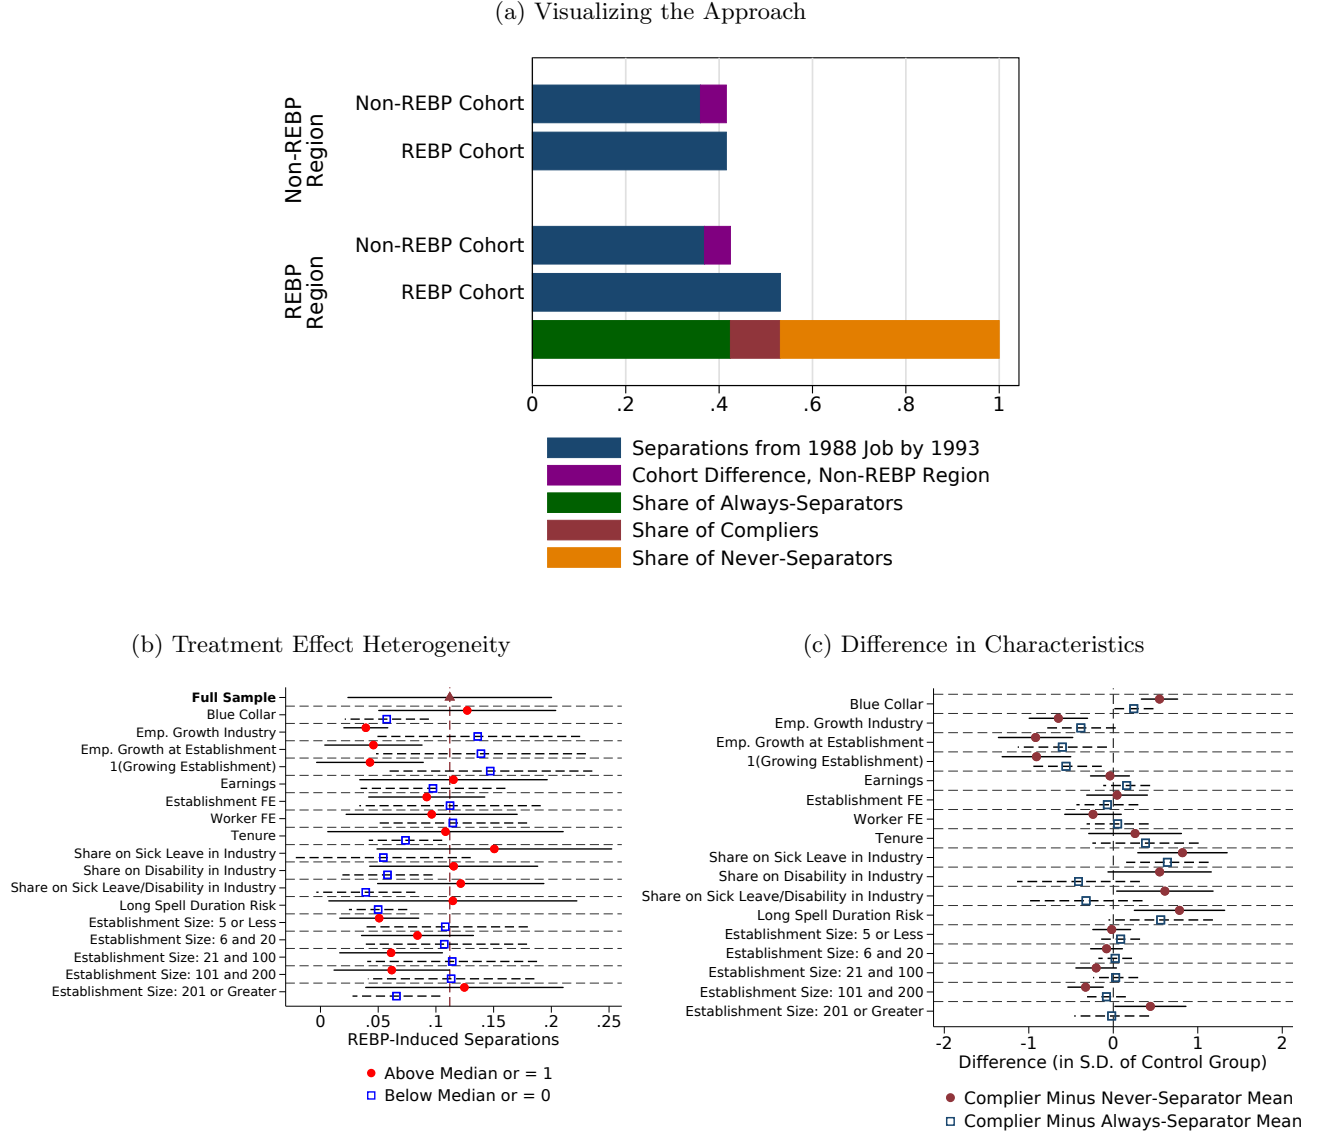 (a) Visualizing the Approach
Non-REBP
Region
Non-REBP Cohort
REBP Cohort
REBP
Region
Non-REBP Cohort
REBP Cohort
0 .2 .4 .6 .8 1
Separations from 1988 Job by 1993
Cohort Difference, Non-REBP Region
Share of Always-Separators
Share of Compliers
Share of Never-Separators
(b) Treatment Effect Heterogeneity
Full Sample
Blue Collar
Emp. Growth Industry
Emp. Growth at Establishment
1(Growing Establishment)
Earnings
Establishment FE
Worker FE
Tenure
Share on Sick Leave in Industry
Share on Disability in Industry
Share on Sick Leave/Disability in Industry
Long Spell Duration Risk
Establishment Size: 5 or Less
Establishment Size: 6 and 20
Establishment Size: 21 and 100
Establishment Size: 101 and 200
Establishment Size: 201 or Greater
0 .05 .1 .15 .2 .25
REBP-Induced Separations
Above Median or = 1
Below Median or = 0
(c) Difference in Characteristics
Blue Collar
Emp. Growth Industry
Emp. Growth at Establishment
1(Growing Establishment)
Earnings
Establishment FE
Worker FE
Tenure
Share on Sick Leave in Industry
Share on Disability in Industry
Share on Sick Leave/Disability in Industry
Long Spell Duration Risk
Establishment Size: 5 or Less
Establishment Size: 6 and 20
Establishment Size: 21 and 100
Establishment Size: 101 and 200
Establishment Size: 201 or Greater
-2 -1 0 1 2
Difference (in S.D. of Control Group)
Complier Minus Never-Separator Mean
Complier Minus Always-Separator Mean